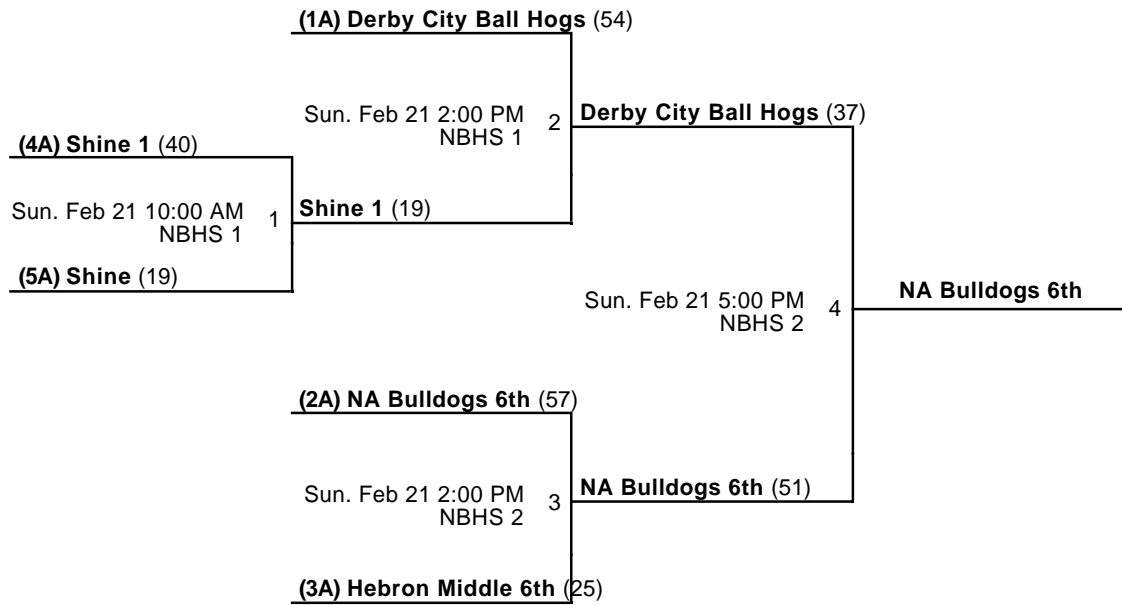 (1A) Derby City Ball Hogs (54)
Sun. Feb 21 2:00 PM
NBHS 1
2
Derby City Ball Hogs (37)
(4A) Shine 1 (40)
Sun. Feb 21 10:00 AM
NBHS 1
1
Shine 1 (19)
(5A) Shine (19)
Sun. Feb 21 5:00 PM
NBHS 2
4
NA Bulldogs 6th
(2A) NA Bulldogs 6th (57)
Sun. Feb 21 2:00 PM
NBHS 2
3
NA Bulldogs 6th (51)
(3A) Hebron Middle 6th (25)